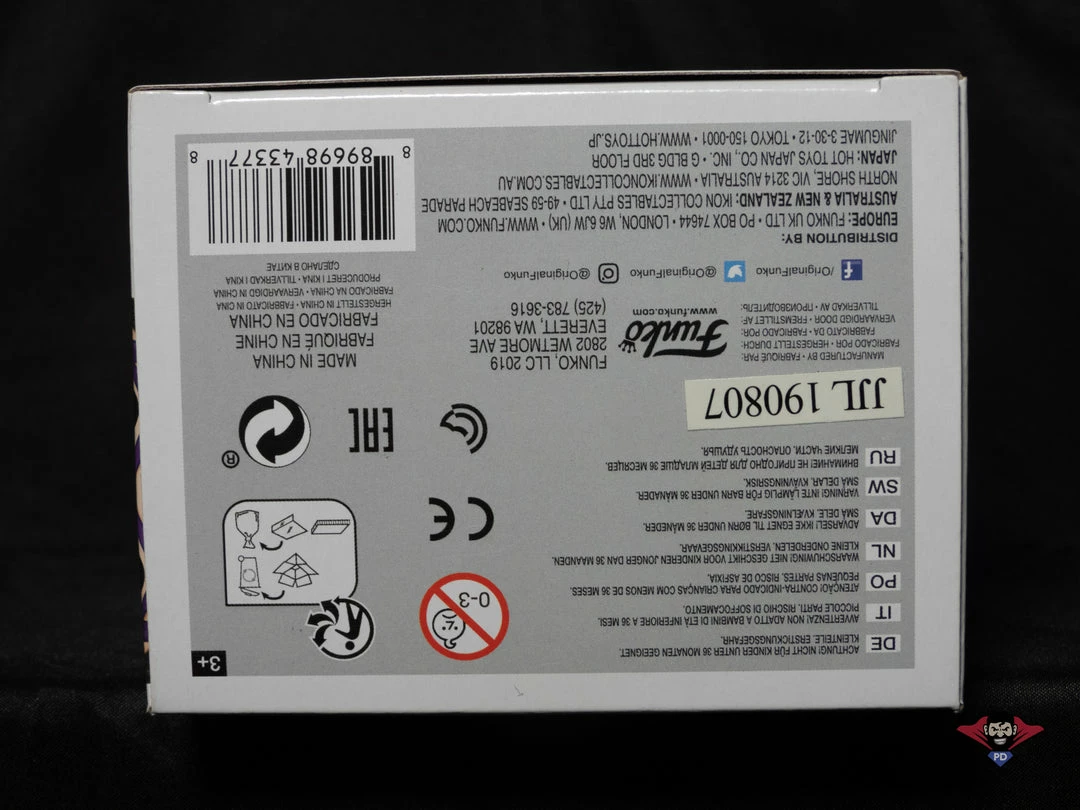 DE
ACHTUNG! NICHT FÜR KINDER UNTER 36 MONATEN GEEIGNET.
KLEINTEILE. ERSTICKUNGSGEFAHR.
IT
AVVERTENZA! NON ADATTO A BAMBINI DI ETÀ INFERIORE A 36 MESI.
PICCOLE PARTI. RISCHIO DI SOFFOCAMENTO.
PO
ATENÇÃO! CONTRA-INDICADO PARA CRIANÇAS COM MENOS DE 36 MESES.
PEQUENAS PARTES. RISCO DE ASFIXIA.
NL
WAARSCHUWING! NIET GESCHIKT VOOR KINDEREN JONGER DAN 36 MAANDEN.
KLEINE ONDERDELEN. VERSTIKKINGSGEVAAR.
DA
ADVARSEL! IKKE EGNET TIL BØRN UNDER 36 MÅNEDER.
SMÅ DELE. KVÆLNINGSFARE.
SW
VARNING! INTE LÄMPLIG FÖR BARN UNDER 36 MÅNADER.
SMÅ DELAR. KVÄVNINGSRISK.
RU
ВНИМАНИЕ! НЕ ПРИГОДНО ДЛЯ ДЕТЕЙ МЛАДШЕ 36 МЕСЯЦЕВ.
МЕЛКИЕ ЧАСТИ. ОПАСНОСТЬ УДУШЬЯ.
0-3
3+
CE
EAC
®
JJL 190807
MANUFACTURED BY • FABRIQUÉ PAR:
FABRICADO POR • HERGESTELLT DURCH:
FABRICATO DA • FABRICADO POR:
VERVAARDIGD DOOR • FREMSTILLET AF:
TILLVERKAD AV • ПРОИЗВОДИТЕЛЬ:
Funko
www.funko.com
FUNKO, LLC 2019
2802 WETMORE AVE
EVERETT, WA 98201
(425) 783-3616
MADE IN CHINA
FABRIQUÉ EN CHINE
FABRICADO EN CHINA
HERGESTELLT IN CHINA • FABBRICATO IN CHINA
FABRICADO NA CHINA • VERVAARDIGD IN CHINA
PRODUCERET I KINA • TILLVERKAD I KINA
СДЕЛАНО В КИТАЕ
/OriginalFunko
@OriginalFunko
@OriginalFunko
DISTRIBUTION BY:
EUROPE: FUNKO UK LTD • PO BOX 74644 • LONDON, W6 6JW (UK) • WWW.FUNKO.COM
AUSTRALIA & NEW ZEALAND: IKON COLLECTABLES PTY LTD • 49-59 SEABEACH PARADE
NORTH SHORE, VIC 3214 AUSTRALIA • WWW.IKONCOLLECTABLES.COM.AU
JAPAN: HOT TOYS JAPAN CO., INC. • G BLDG 3RD FLOOR
JINGUMAE 3-30-12 • TOKYO 150-0001 • WWW.HOTTOYS.JP
8 89698 43377 8
PD